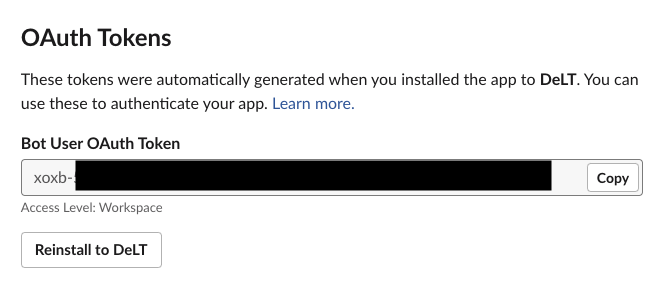 OAuth Tokens
These tokens were automatically generated when you installed the app to DeLT. You can
use these to authenticate your app. Learn more.
Bot User OAuth Token
xoxb-
Copy
Access Level: Workspace
Reinstall to DeLT